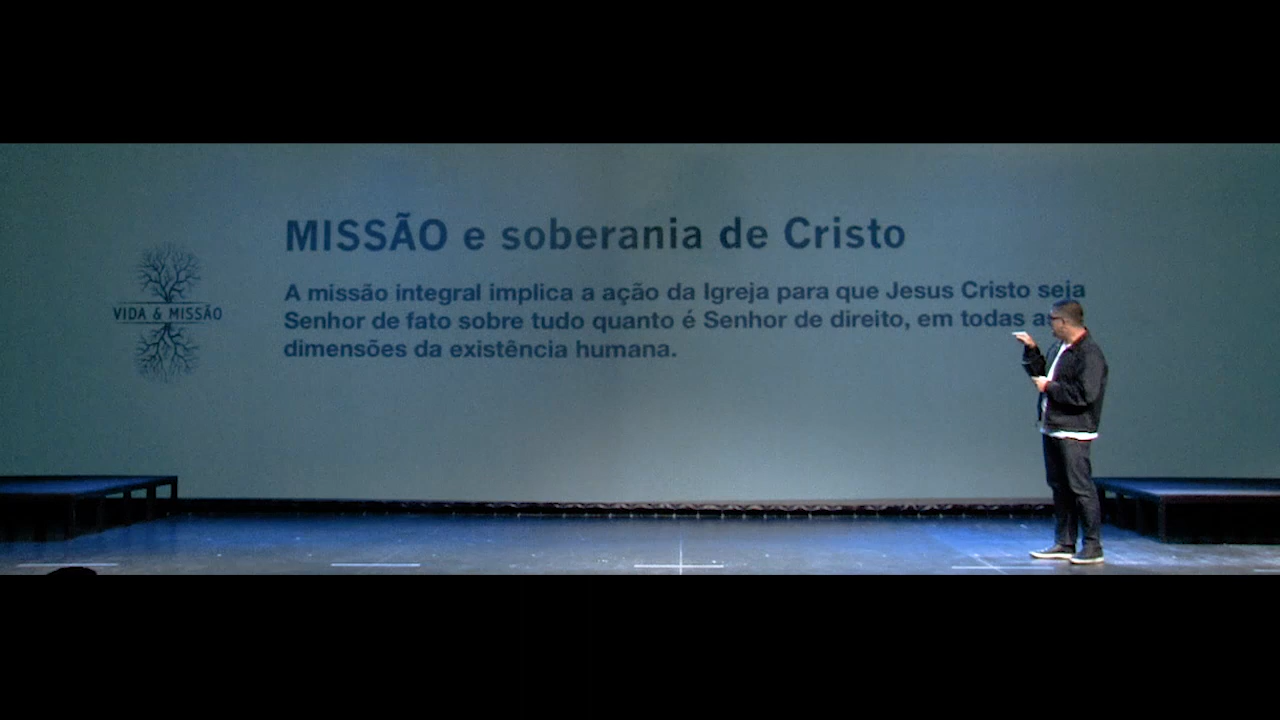 MISSÃO e soberania de Cristo
A missão integral implica a ação da Igreja para que Jesus Cristo seja
Senhor de fato sobre tudo quanto é Senhor de direito, em todas as
dimensões da existência humana.
VIDA & MISSÃO